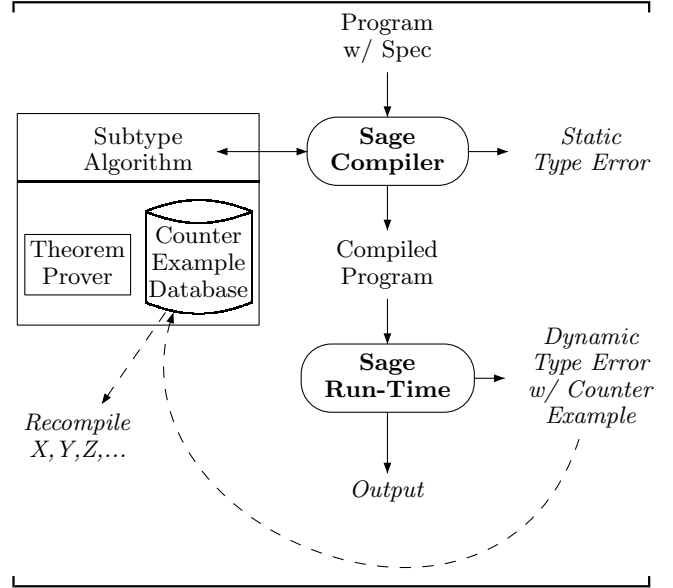 Program
w/ Spec
Subtype
Algorithm
Sage
Compiler
Static
Type Error
Theorem
Prover
Counter
Example
Database
Compiled
Program
Sage
Run-Time
Dynamic
Type Error
w/ Counter
Example
Recompile
X,Y,Z,...
Output